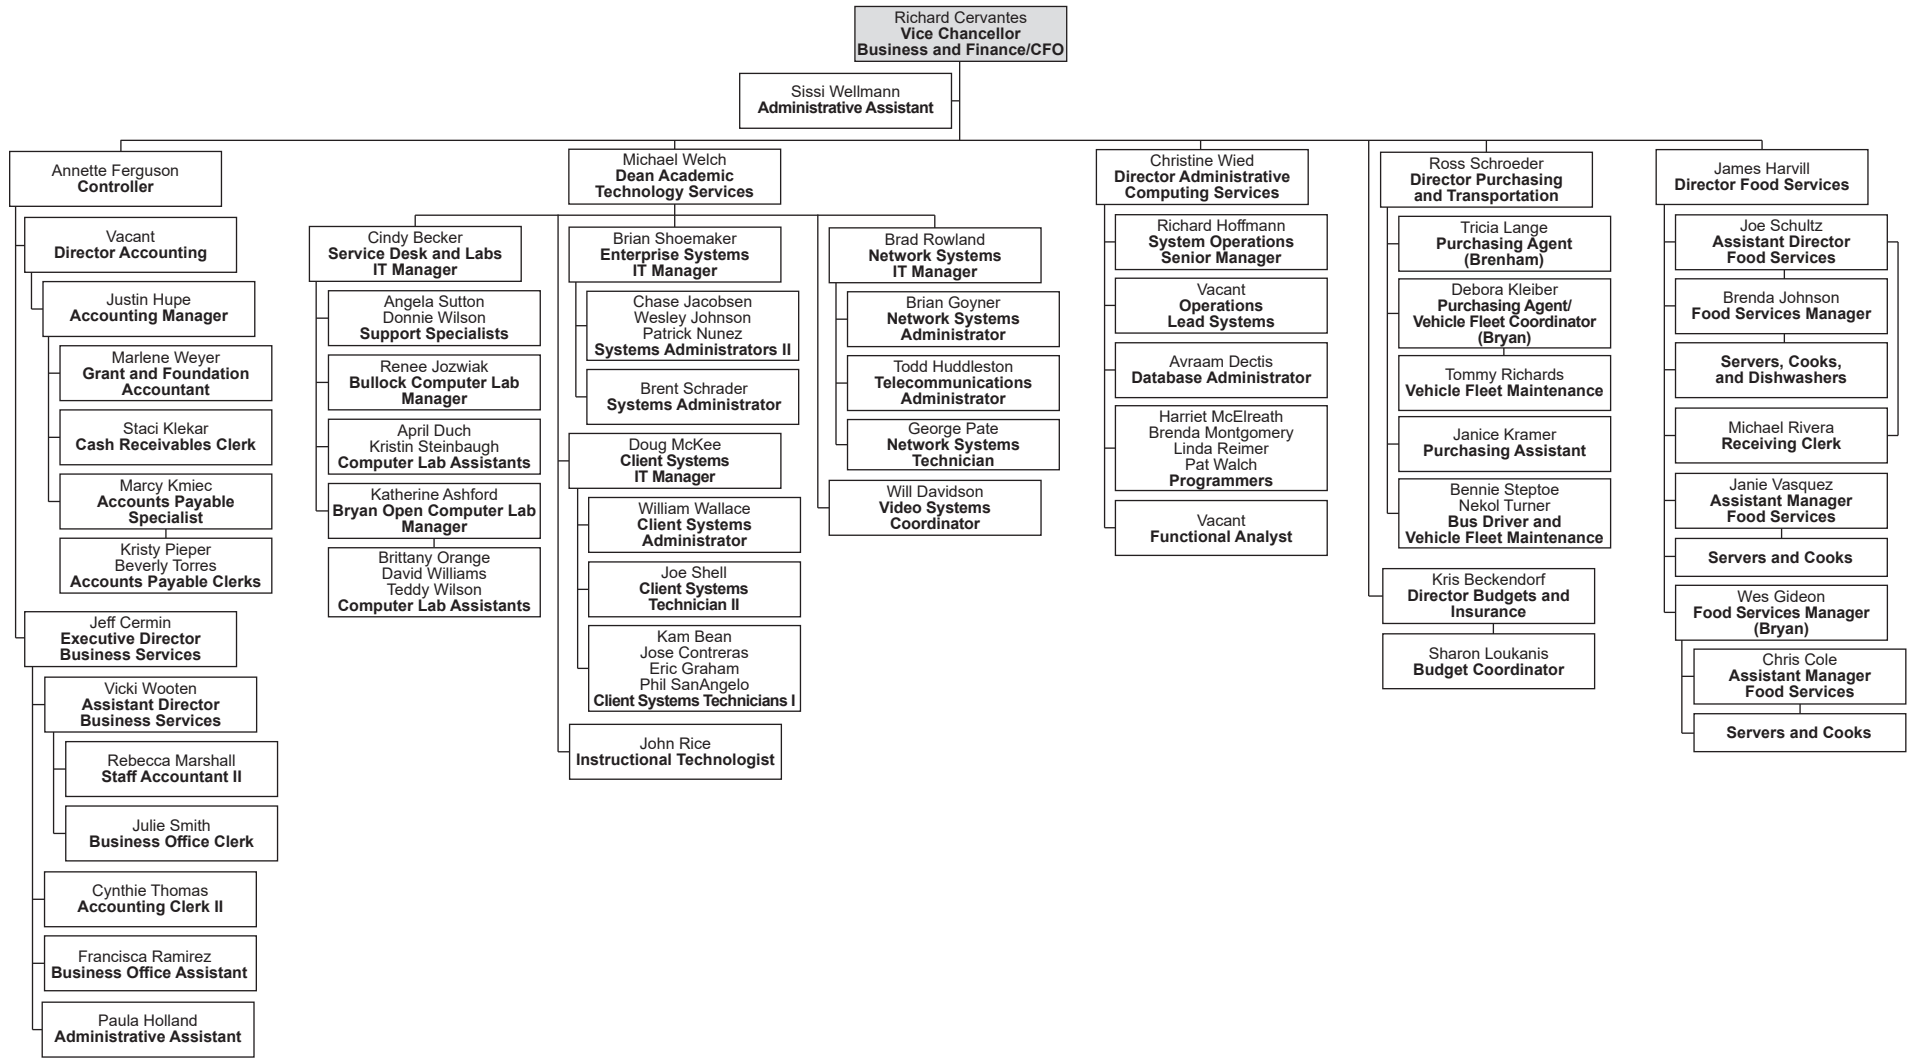 Richard Cervantes
Vice Chancellor
Business and Finance/CFO
Sissi Wellmann
Administrative Assistant
Annette Ferguson
Controller
Vacant
Director Accounting
Justin Hupe
Accounting Manager
Marlene Weyer
Grant and Foundation
Accountant
Staci Klekar
Cash Receivables Clerk
Marcy Kmiec
Accounts Payable
Specialist
Kristy Pieper
Beverly Torres
Accounts Payable Clerks
Jeff Cermin
Executive Director
Business Services
Vicki Wooten
Assistant Director
Business Services
Rebecca Marshall
Staff Accountant II
Julie Smith
Business Office Clerk
Cynthie Thomas
Accounting Clerk II
Francisca Ramirez
Business Office Assistant
Paula Holland
Administrative Assistant
Michael Welch
Dean Academic
Technology Services
Cindy Becker
Service Desk and Labs
IT Manager
Angela Sutton
Donnie Wilson
Support Specialists
Renee Jozwiak
Bullock Computer Lab
Manager
April Duch
Kristin Steinbaugh
Computer Lab Assistants
Katherine Ashford
Bryan Open Computer Lab
Manager
Brittany Orange
David Williams
Teddy Wilson
Computer Lab Assistants
Brian Shoemaker
Enterprise Systems
IT Manager
Chase Jacobsen
Wesley Johnson
Patrick Nunez
Systems Administrators II
Brent Schrader
Systems Administrator
Doug McKee
Client Systems
IT Manager
William Wallace
Client Systems
Administrator
Joe Shell
Client Systems
Technician II
Kam Bean
Jose Contreras
Eric Graham
Phil SanAngelo
Client Systems Technicians I
John Rice
Instructional Technologist
Brad Rowland
Network Systems
IT Manager
Brian Goyner
Network Systems
Administrator
Todd Huddleston
Telecommunications
Administrator
George Pate
Network Systems
Technician
Will Davidson
Video Systems
Coordinator
Christine Wied
Director Administrative
Computing Services
Richard Hoffmann
System Operations
Senior Manager
Vacant
Operations
Lead Systems
Avraam Dectis
Database Administrator
Harriet McElreath
Brenda Montgomery
Linda Reimer
Pat Walch
Programmers
Vacant
Functional Analyst
Ross Schroeder
Director Purchasing
and Transportation
Tricia Lange
Purchasing Agent
(Brenham)
Debora Kleiber
Purchasing Agent/
Vehicle Fleet Coordinator
(Bryan)
Tommy Richards
Vehicle Fleet Maintenance
Janice Kramer
Purchasing Assistant
Bennie Steptoe
Nekol Turner
Bus Driver and
Vehicle Fleet Maintenance
Kris Beckendorf
Director Budgets and
Insurance
Sharon Loukanis
Budget Coordinator
James Harvill
Director Food Services
Joe Schultz
Assistant Director
Food Services
Brenda Johnson
Food Services Manager
Servers, Cooks,
and Dishwashers
Michael Rivera
Receiving Clerk
Janie Vasquez
Assistant Manager
Food Services
Servers and Cooks
Wes Gideon
Food Services Manager
(Bryan)
Chris Cole
Assistant Manager
Food Services
Servers and Cooks